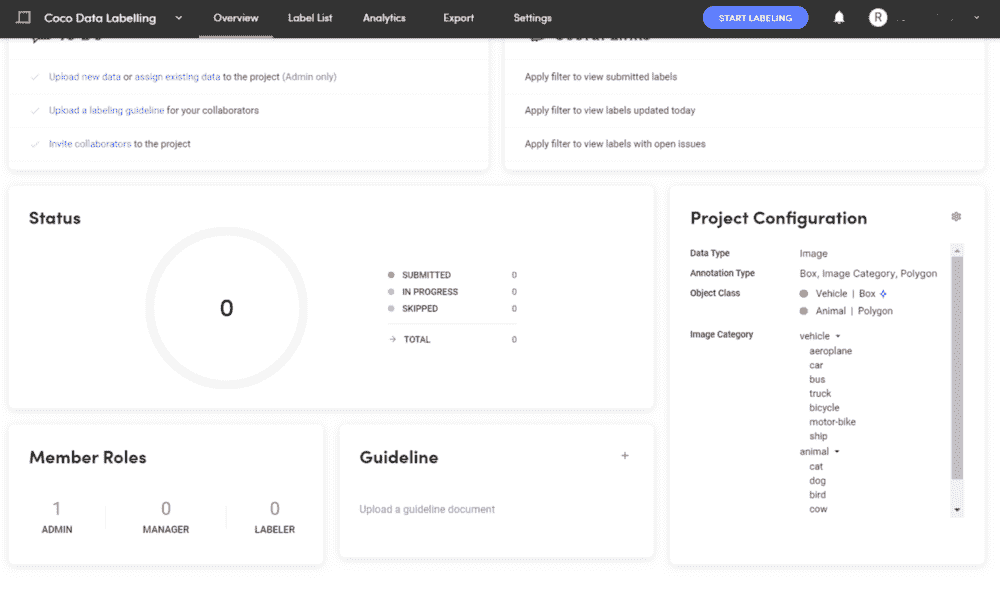 Coco Data Labelling
Overview
Label List
Analytics
Export
Settings
START LABELING
R
Upload new data or assign existing data to the project (Admin only)
Upload a labeling guideline for your collaborators
Invite collaborators to the project
Apply filter to view submitted labels
Apply filter to view labels updated today
Apply filter to view labels with open issues
Status
0
SUBMITTED 0
IN PROGRESS 0
SKIPPED 0
TOTAL 0
Project Configuration
Data Type Image
Annotation Type Box, Image Category, Polygon
Object Class Vehicle | Box
Animal | Polygon
Image Category vehicle
aeroplane
car
bus
truck
bicycle
motor-bike
ship
animal
cat
dog
bird
cow
Member Roles
1 0 0
ADMIN MANAGER LABELER
Guideline
+
Upload a guideline document